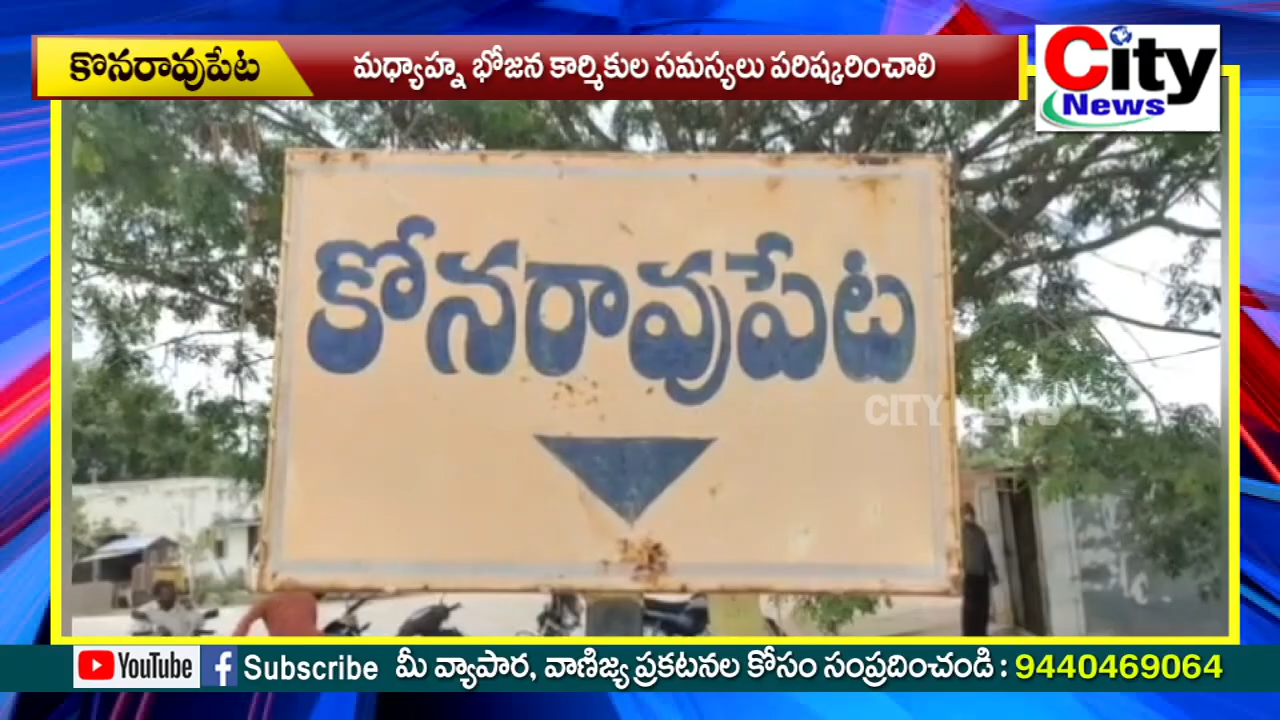 కొనరావుపేట
మధ్యాహ్న భోజన కార్మికుల సమస్యలు పరిష్కరించాలి
City
News
కోనరావుపేట
CITY NEWS
YouTube f Subscribe మీ వ్యాపార, వాణిజ్య ప్రకటనల కోసం సంప్రదించండి : 9440469064